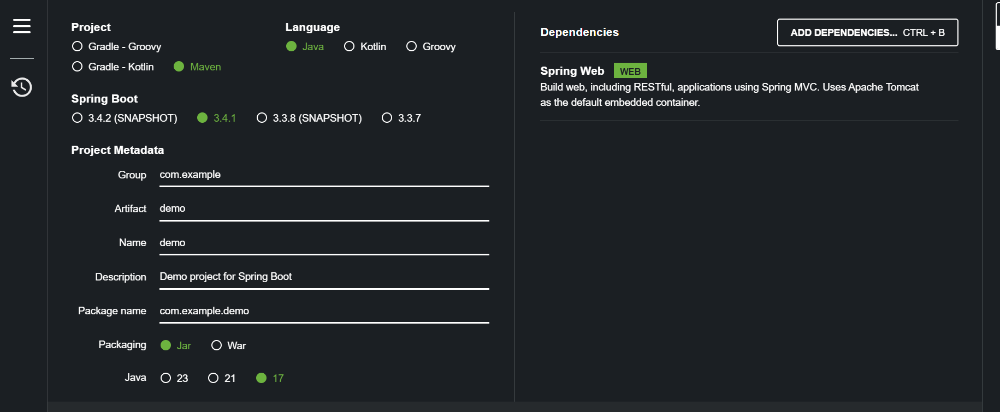 Project
Gradle - Groovy
Gradle - Kotlin Maven
Language
Java Kotlin Groovy
Spring Boot
3.4.2 (SNAPSHOT) 3.4.1 3.3.8 (SNAPSHOT) 3.3.7
Project Metadata
Group com.example
Artifact demo
Name demo
Description Demo project for Spring Boot
Package name com.example.demo
Packaging Jar War
Java 23 21 17
Dependencies ADD DEPENDENCIES... CTRL + B
Spring Web WEB
Build web, including RESTful, applications using Spring MVC. Uses Apache Tomcat
as the default embedded container.